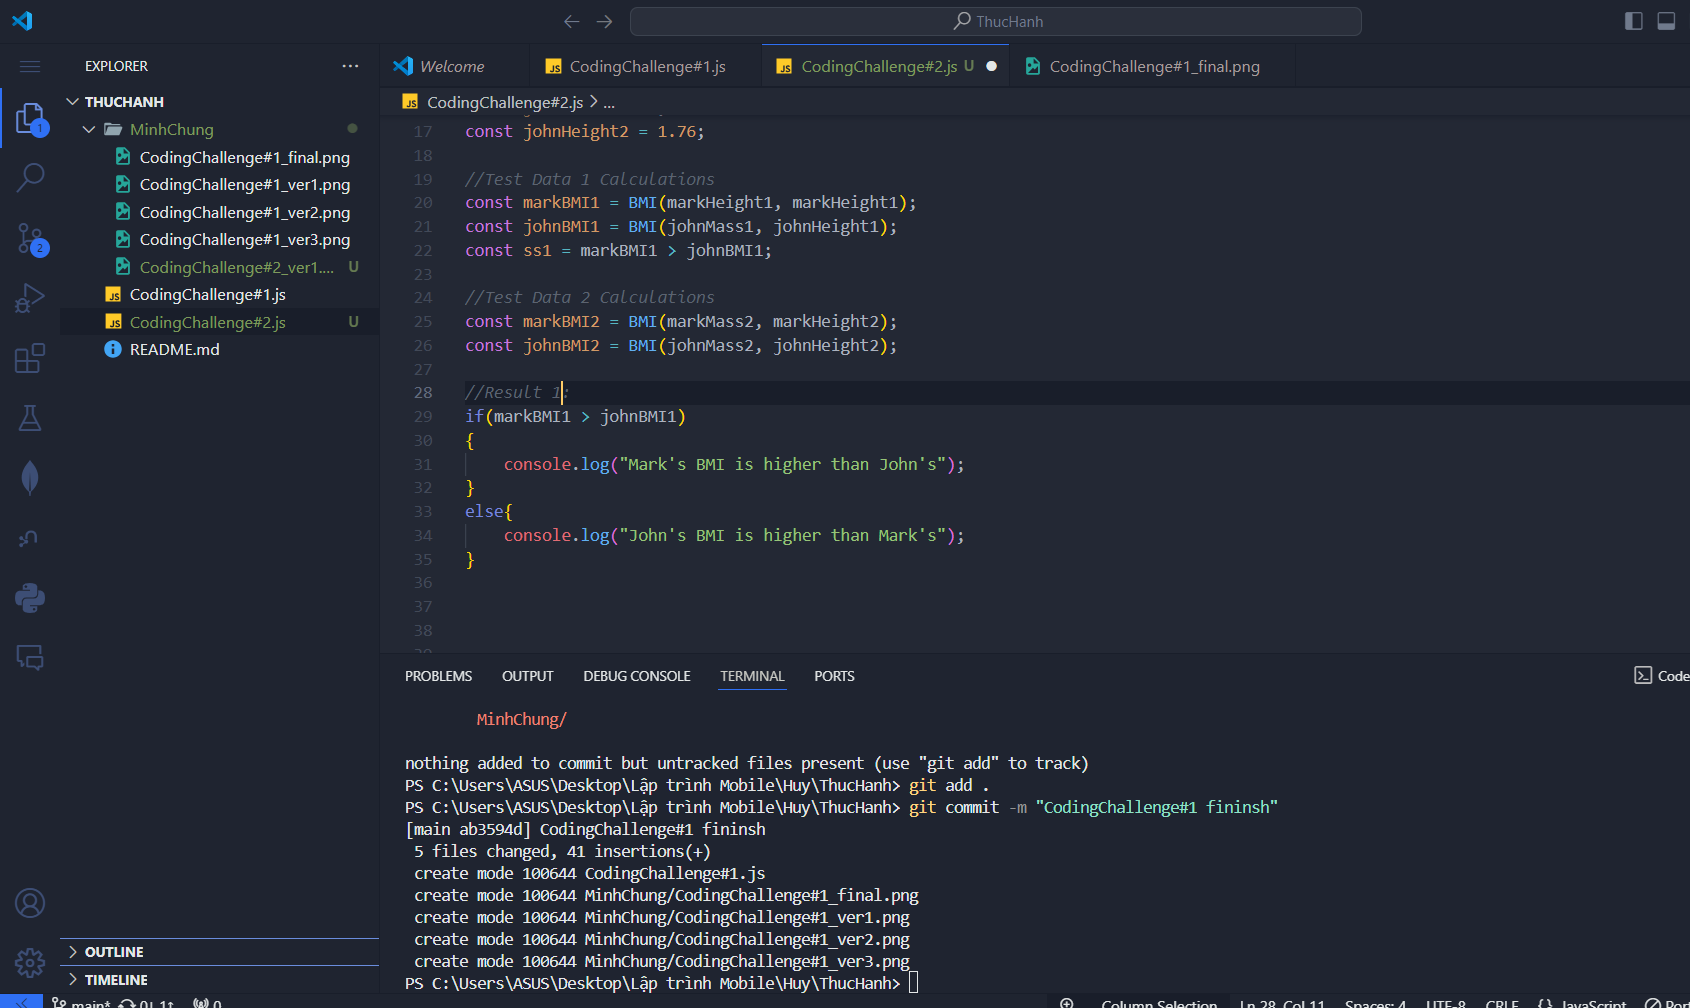 ThucHanh
EXPLORER
Welcome
CodingChallenge#1.js
CodingChallenge#2.js U
CodingChallenge#1_final.png
THUCHANH
MinhChung
CodingChallenge#1_final.png
CodingChallenge#1_ver1.png
CodingChallenge#1_ver2.png
CodingChallenge#1_ver3.png
CodingChallenge#2_ver1.... U
CodingChallenge#1.js
CodingChallenge#2.js U
README.md
1
2
OUTLINE
TIMELINE
CodingChallenge#2.js > ...
17 const johnHeight2 = 1.76;
18
19 //Test Data 1 Calculations
20 const markBMI1 = BMI(markHeight1, markHeight1);
21 const johnBMI1 = BMI(johnMass1, johnHeight1);
22 const ss1 = markBMI1 > johnBMI1;
23
24 //Test Data 2 Calculations
25 const markBMI2 = BMI(markMass2, markHeight2);
26 const johnBMI2 = BMI(johnMass2, johnHeight2);
27
28 //Result 1:
29 if(markBMI1 > johnBMI1)
30 {
31 console.log("Mark's BMI is higher than John's");
32 }
33 else{
34 console.log("John's BMI is higher than Mark's");
35 }
36
37
38
PROBLEMS OUTPUT DEBUG CONSOLE TERMINAL PORTS
Code
MinhChung/
nothing added to commit but untracked files present (use "git add" to track)
PS C:\Users\ASUS\Desktop\Lập trình Mobile\Huy\ThucHanh> git add .
PS C:\Users\ASUS\Desktop\Lập trình Mobile\Huy\ThucHanh> git commit -m "CodingChallenge#1 fininsh"
[main ab3594d] CodingChallenge#1 fininsh
5 files changed, 41 insertions(+)
create mode 100644 CodingChallenge#1.js
create mode 100644 MinhChung/CodingChallenge#1_final.png
create mode 100644 MinhChung/CodingChallenge#1_ver1.png
create mode 100644 MinhChung/CodingChallenge#1_ver2.png
create mode 100644 MinhChung/CodingChallenge#1_ver3.png
PS C:\Users\ASUS\Desktop\Lập trình Mobile\Huy\ThucHanh>
main* 0↓ 1↑ 0
Column Selection Ln 28, Col 11 Spaces: 4 UTF-8 CRLF {} JavaScript Port